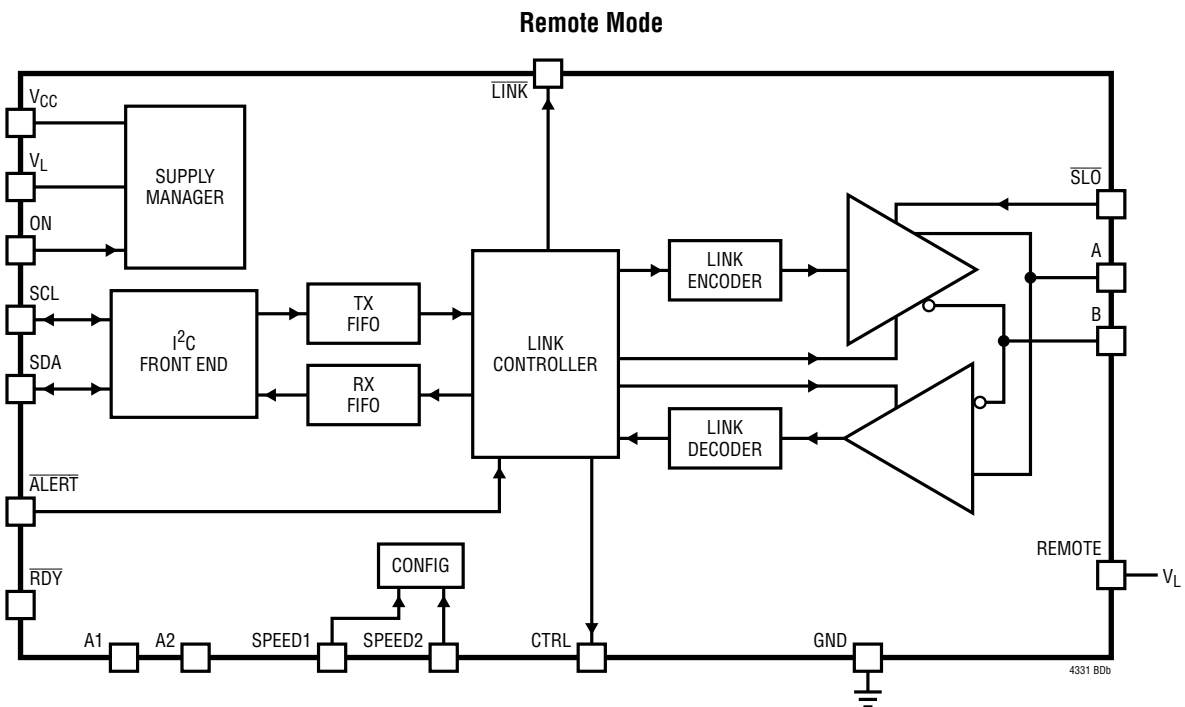 Remote Mode
LINK
VCC
VL
ON
SCL
SDA
ALERT
RDY
SUPPLY
MANAGER
I2C
FRONT END
TX
FIFO
RX
FIFO
LINK
CONTROLLER
LINK
ENCODER
LINK
DECODER
SLO
A
B
REMOTE
VL
CONFIG
A1
A2
SPEED1
SPEED2
CTRL
GND
4331 BDb